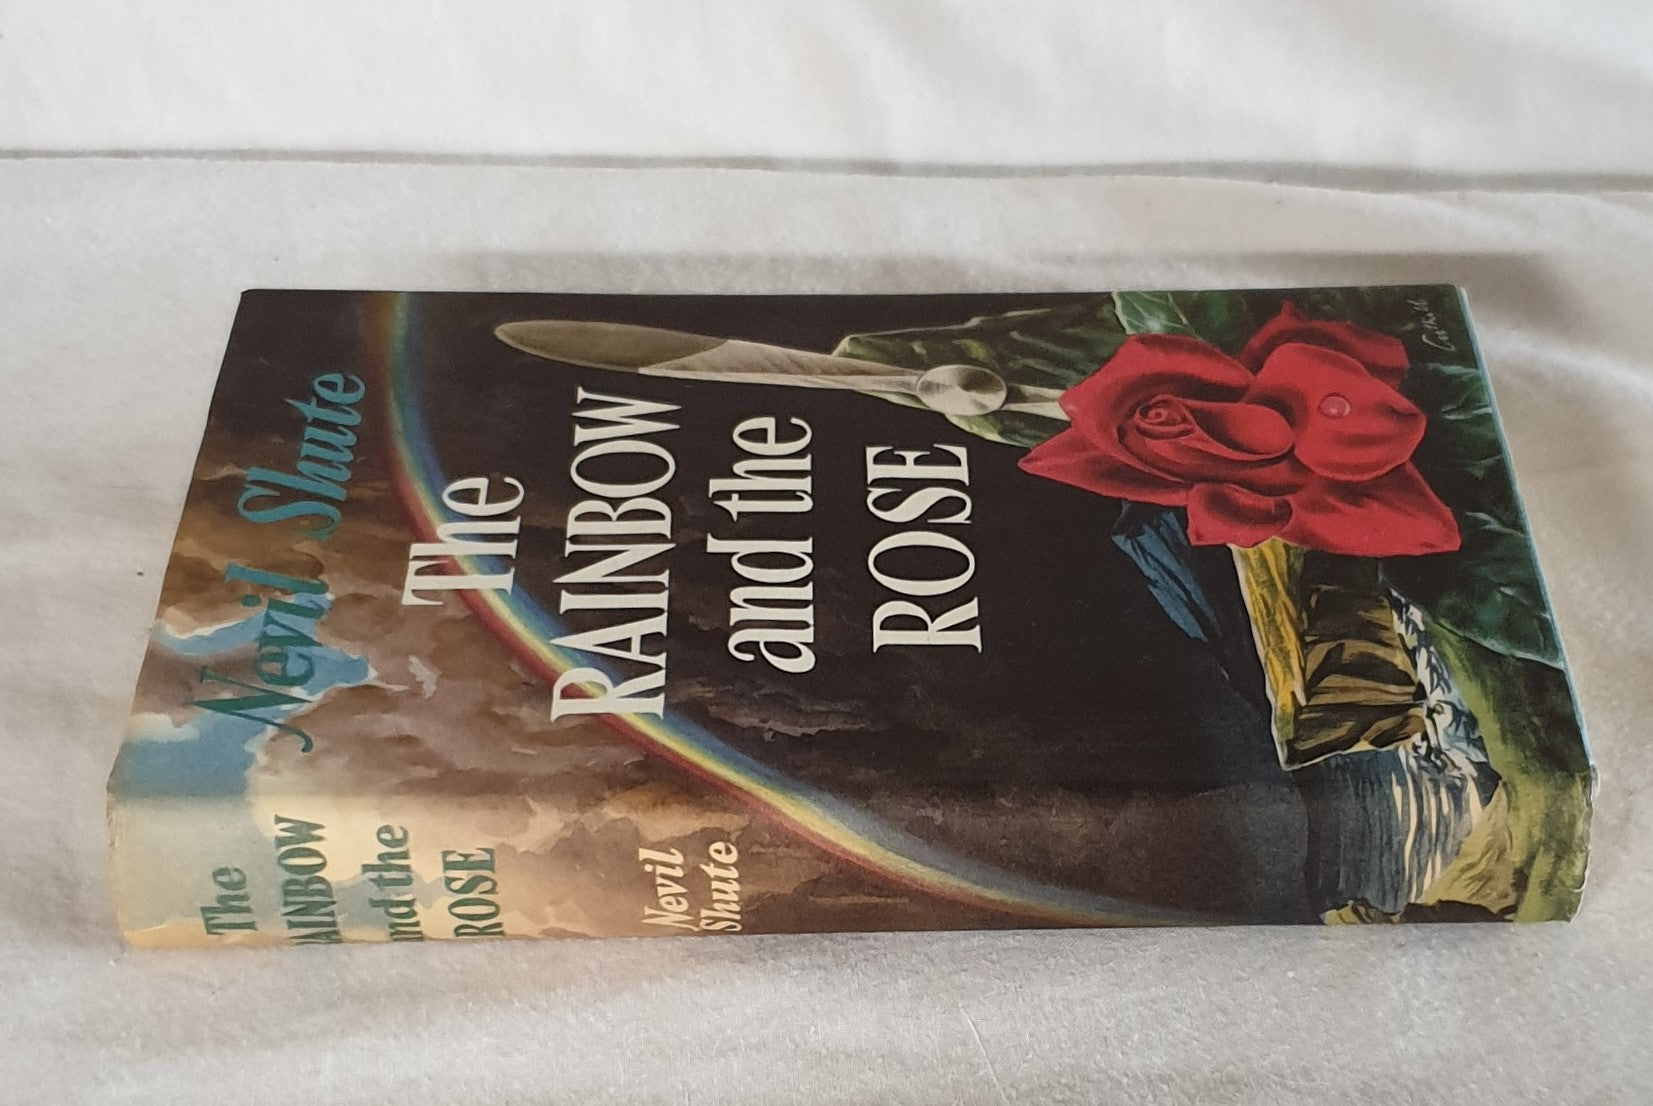 Nevil Shute
The
RAINBOW
and the
ROSE
The
RAINBOW
and the
ROSE
Nevil
Shute